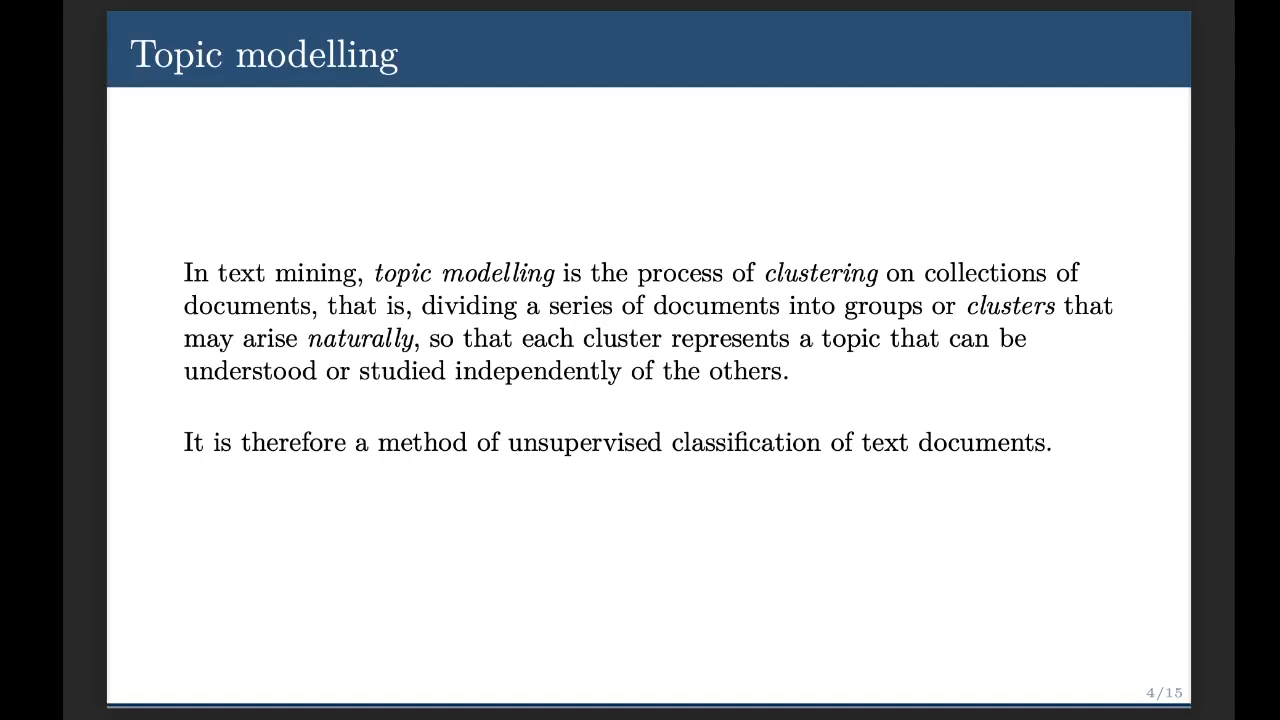 Topic modelling
In text mining, topic modelling is the process of clustering on collections of
documents, that is, dividing a series of documents into groups or clusters that
may arise naturally, so that each cluster represents a topic that can be
understood or studied independently of the others.
It is therefore a method of unsupervised classification of text documents.
4/15